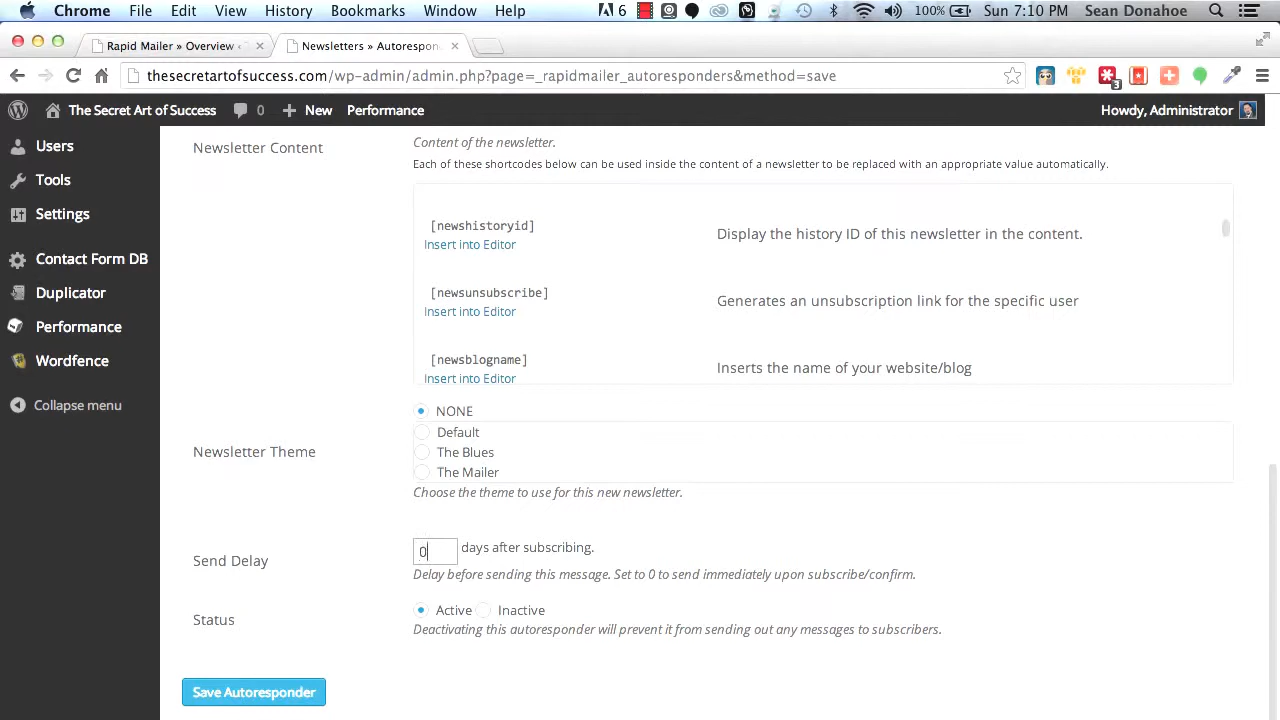 Chrome File Edit View History Bookmarks Window Help 6 100% Sun 7:10 PM Sean Donahoe
Rapid Mailer » Overview ‹
Newsletters » Autorespon
thesecretartofsuccess.com/wp-admin/admin.php?page=_rapidmailer_autoresponders&method=save
3
The Secret Art of Success 0 New Performance Howdy, Administrator
Users
Tools
Settings
Contact Form DB
Duplicator
Performance
Wordfence
Collapse menu
Newsletter Content
Content of the newsletter.
Each of these shortcodes below can be used inside the content of a newsletter to be replaced with an appropriate value automatically.
[newshistoryid]
Insert into Editor
Display the history ID of this newsletter in the content.
[newsunsubscribe]
Insert into Editor
Generates an unsubscription link for the specific user
[newsblogname]
Insert into Editor
Inserts the name of your website/blog
Newsletter Theme
NONE
Default
The Blues
The Mailer
Choose the theme to use for this new newsletter.
Send Delay
0 days after subscribing.
Delay before sending this message. Set to 0 to send immediately upon subscribe/confirm.
Status
Active Inactive
Deactivating this autoresponder will prevent it from sending out any messages to subscribers.
Save Autoresponder